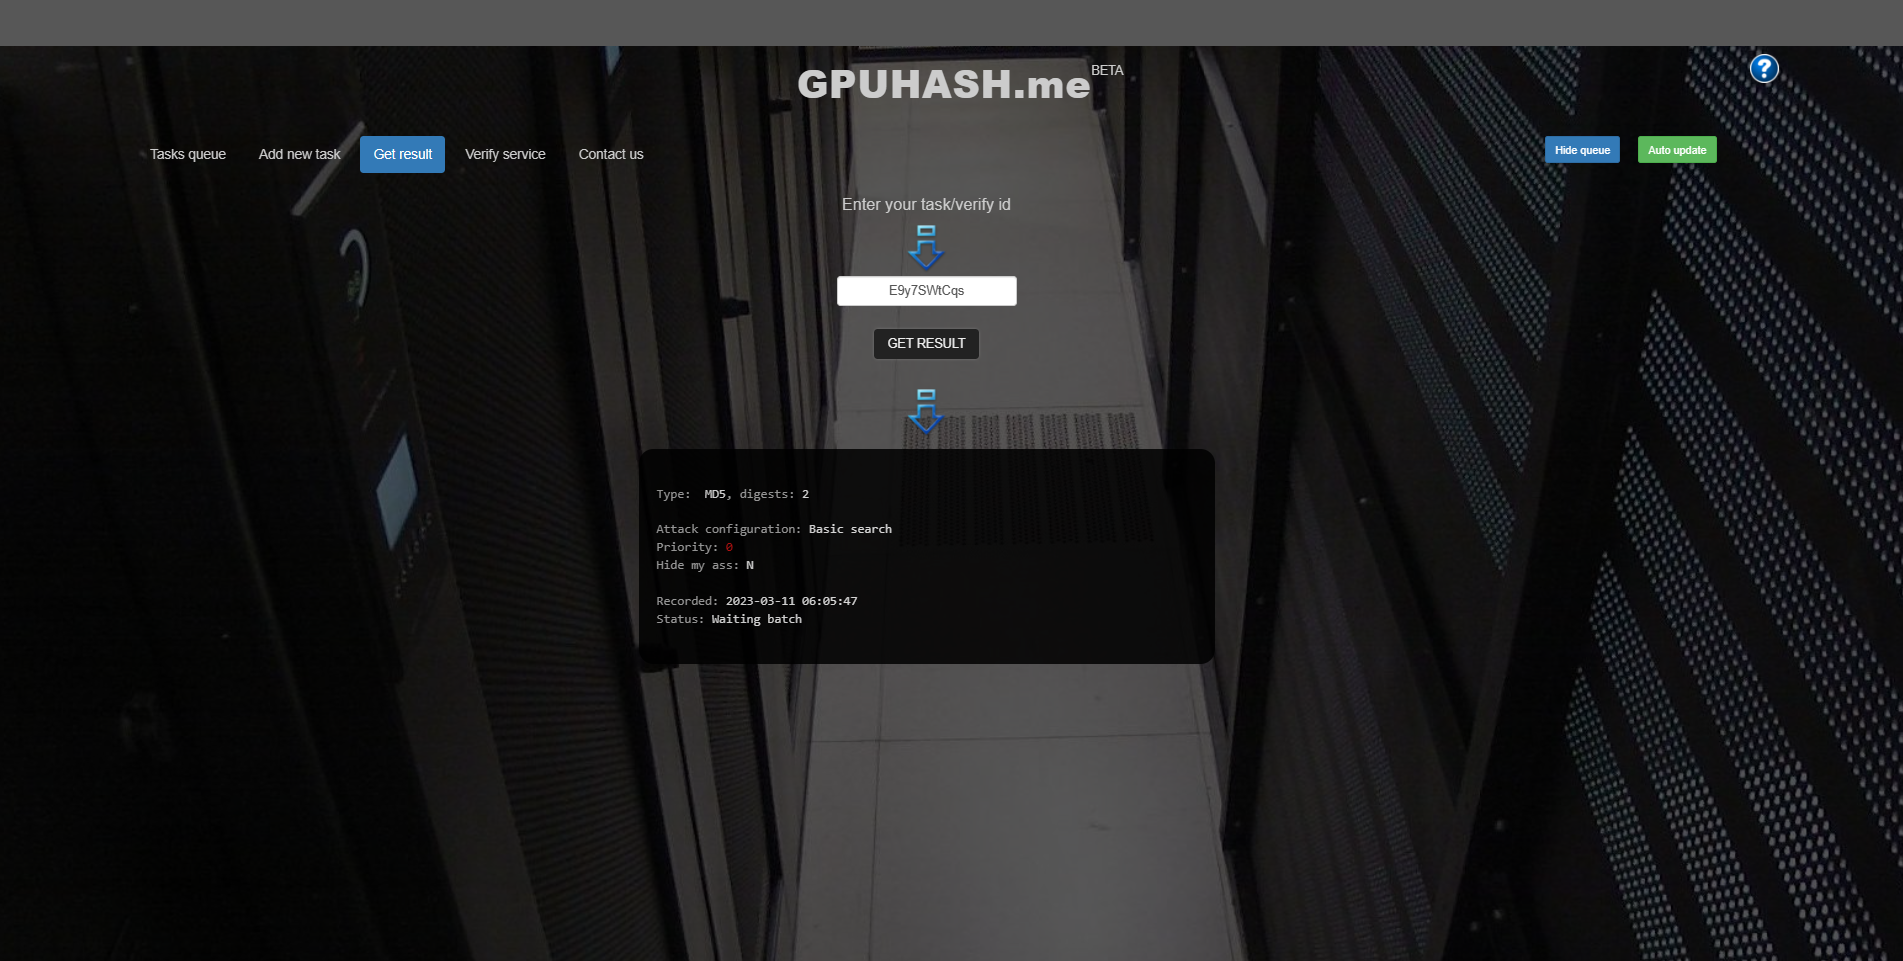 GPUHASH.me BETA
?
Tasks queue Add new task Get result Verify service Contact us
Hide queue Auto update
Enter your task/verify id
E9y7SWtCqs
GET RESULT
Type: MD5, digests: 2
Attack configuration: Basic search
Priority: 0
Hide my ass: N
Recorded: 2023-03-11 06:05:47
Status: Waiting batch